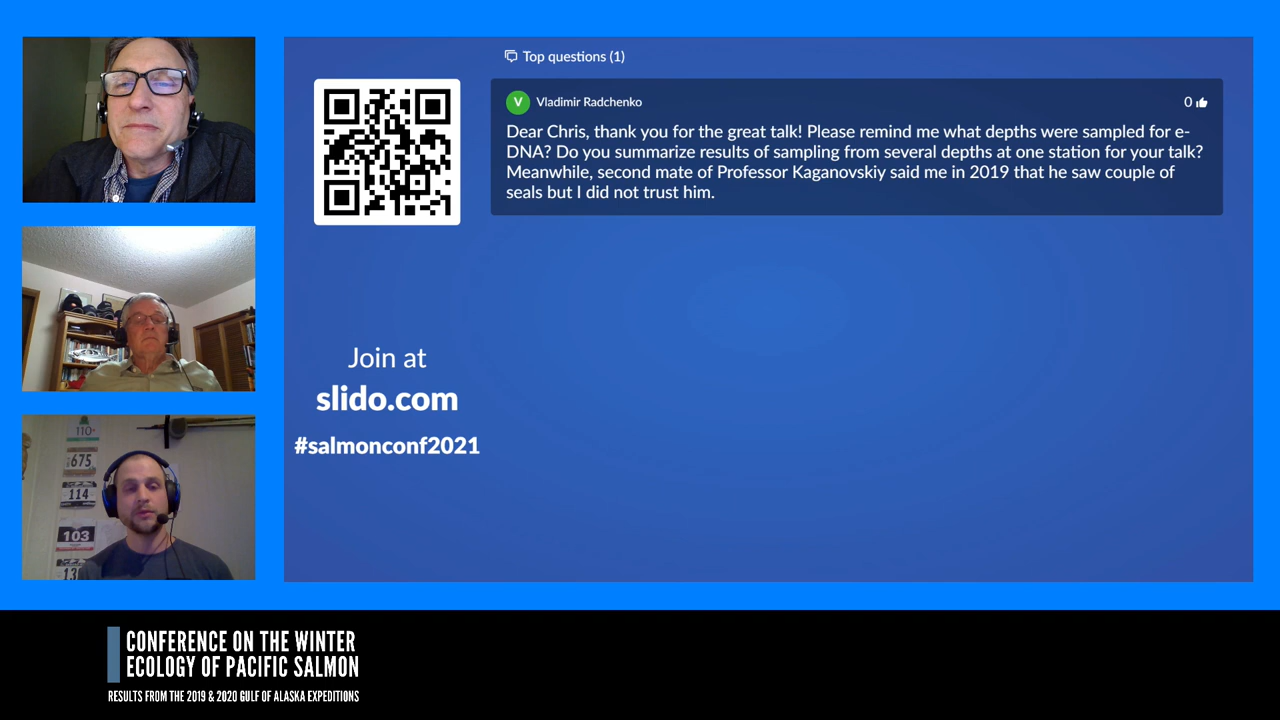 Top questions (1)
V
Vladimir Radchenko
0
Dear Chris, thank you for the great talk! Please remind me what depths were sampled for e-
DNA? Do you summarize results of sampling from several depths at one station for your talk?
Meanwhile, second mate of Professor Kaganovskiy said me in 2019 that he saw couple of
seals but I did not trust him.
Join at
slido.com
#salmonconf2021
110+
675
114
103
CONFERENCE ON THE WINTER
ECOLOGY OF PACIFIC SALMON
RESULTS FROM THE 2019 & 2020 GULF OF ALASKA EXPEDITIONS